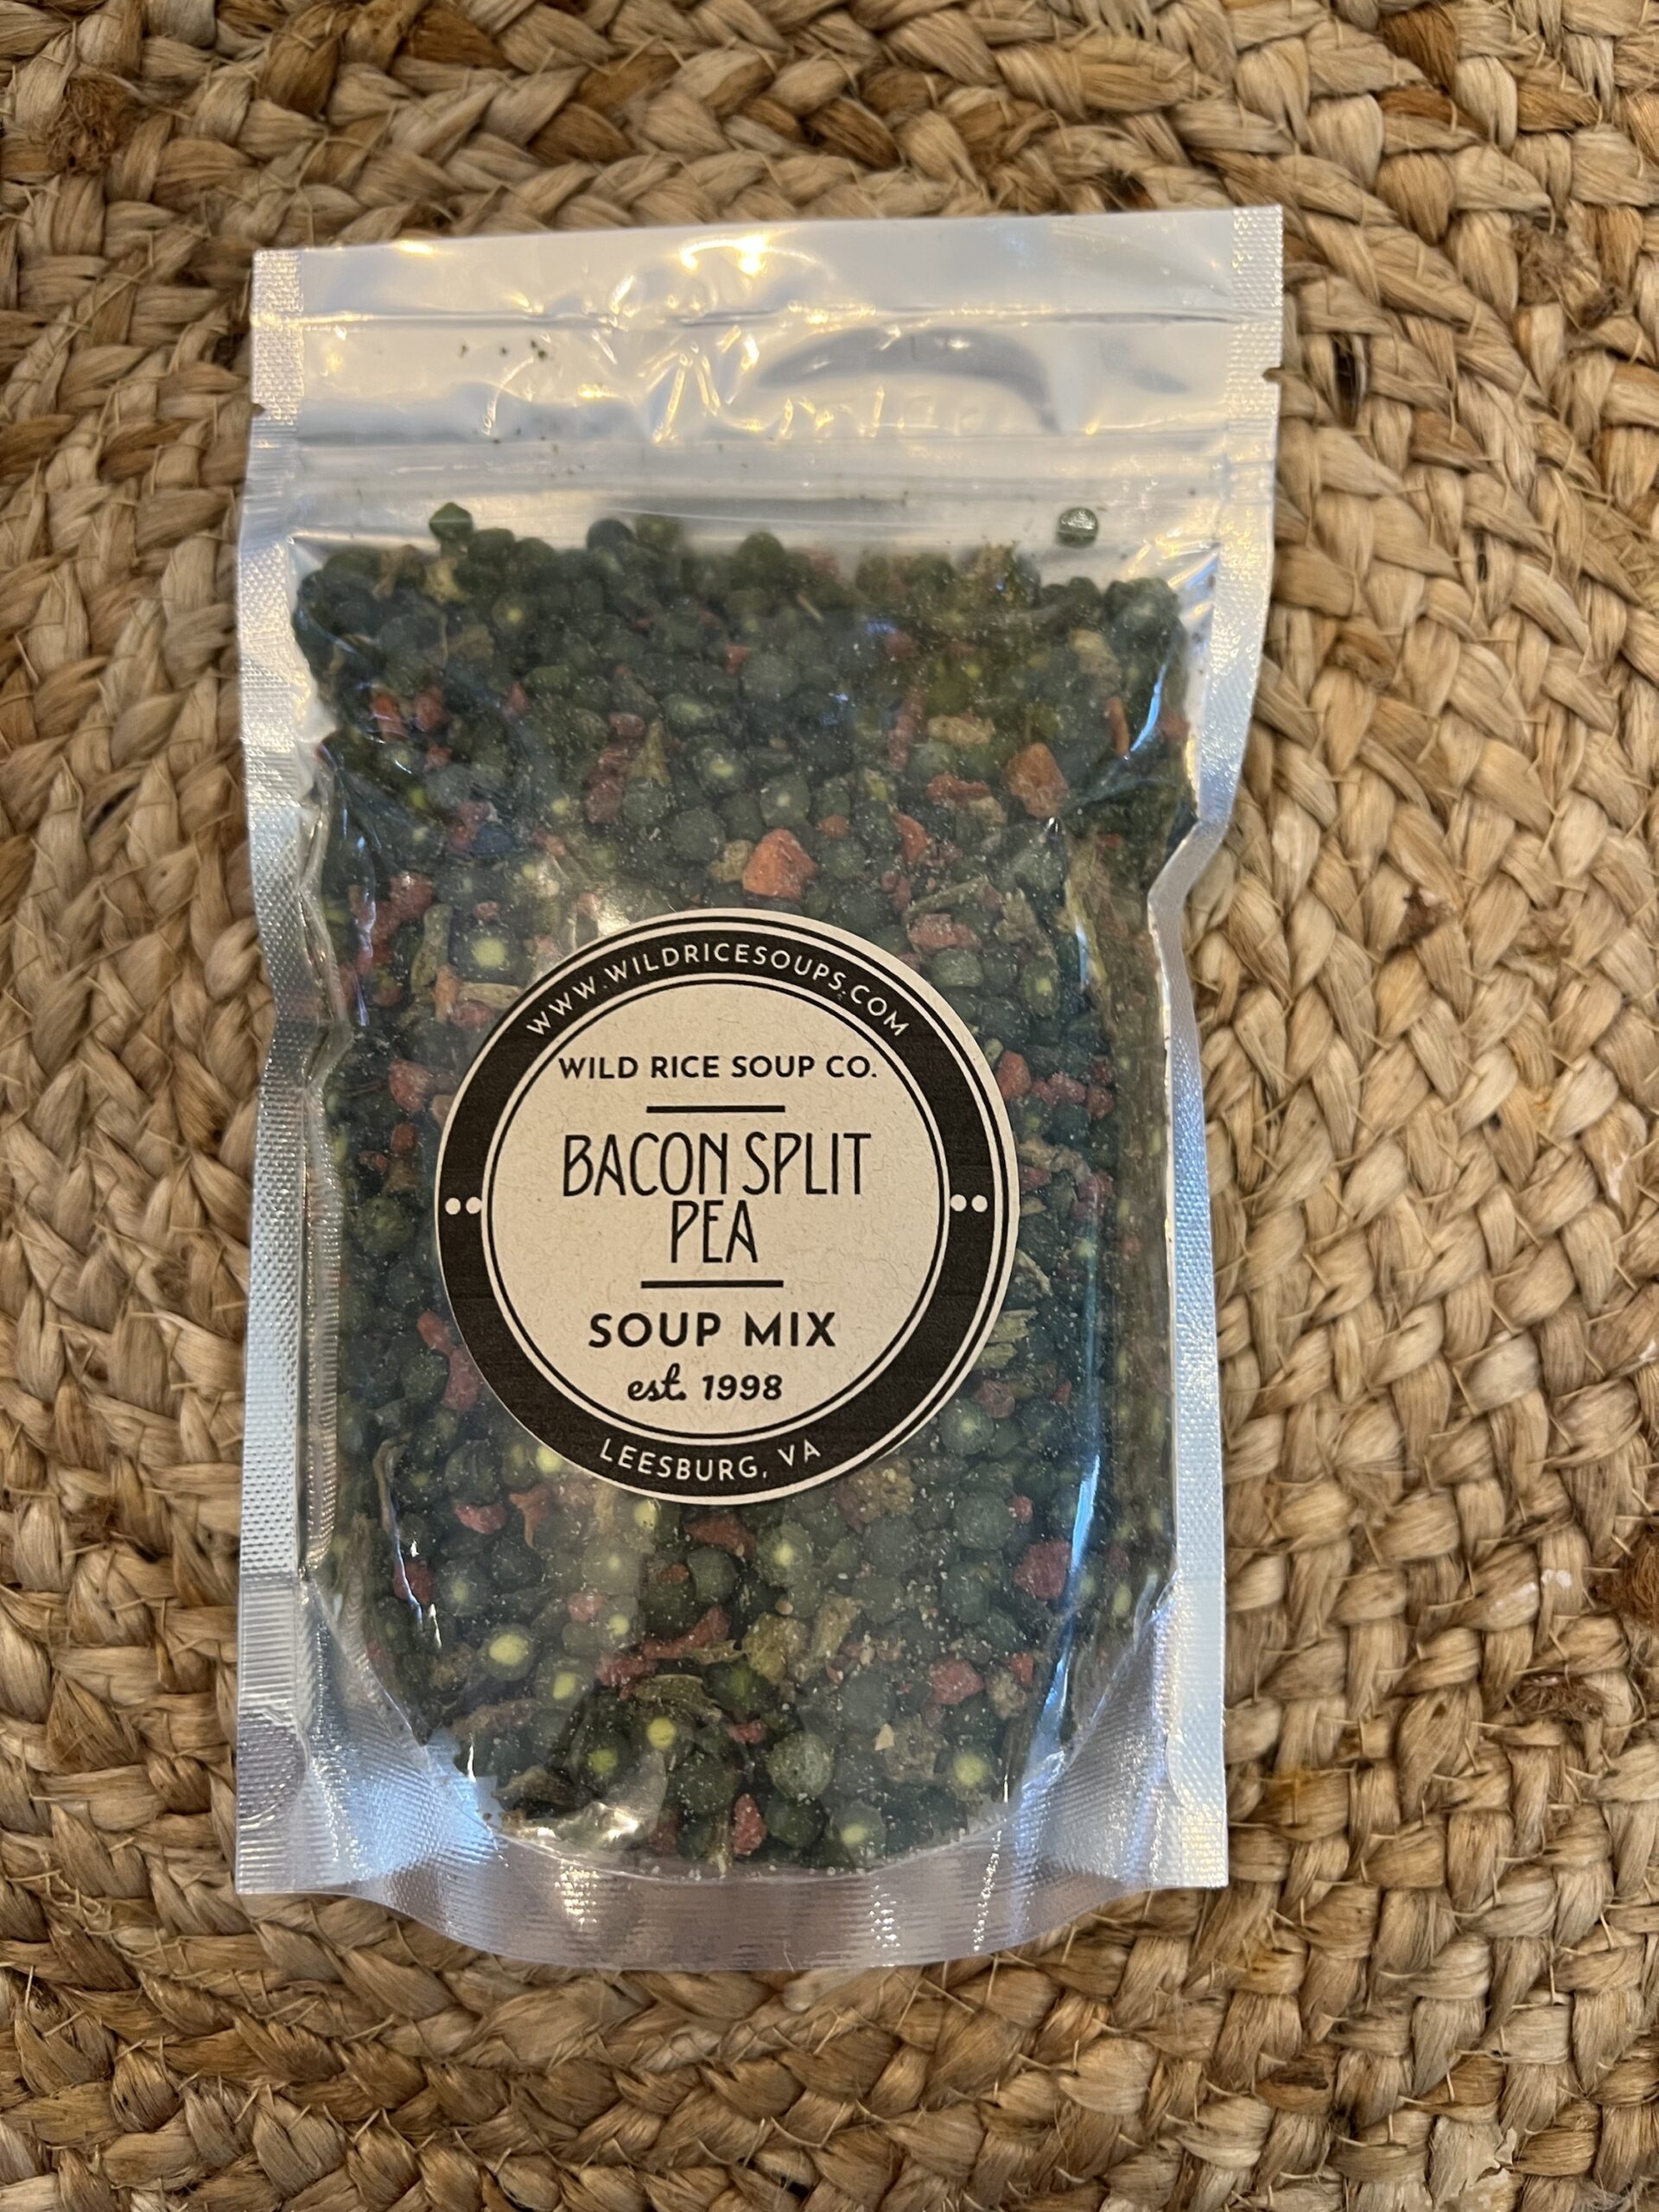 WWW.WILDRICESOUPS.COM
WILD RICE SOUP CO.
BACON SPLIT
PEA
SOUP MIX
est. 1998
LEESBURG, VA